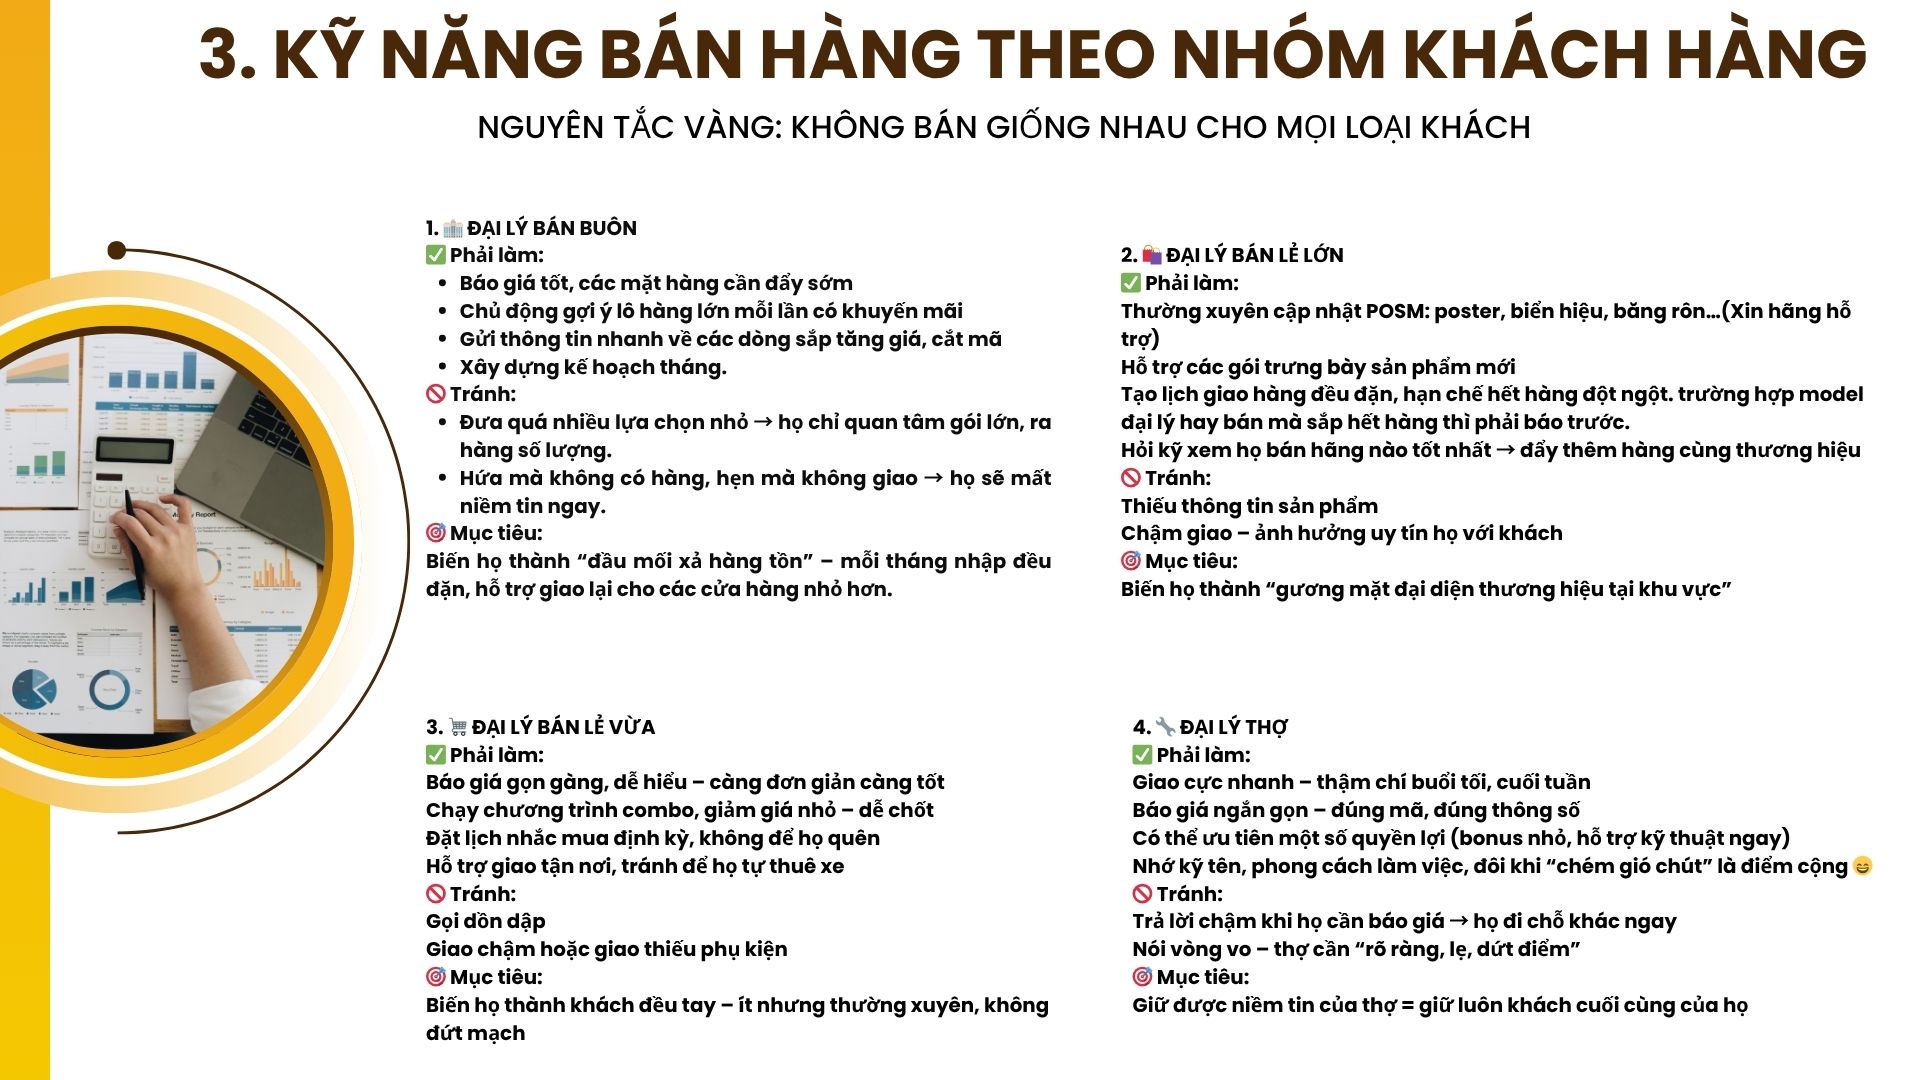 3. KỸ NĂNG BÁN HÀNG THEO NHÓM KHÁCH HÀNG
NGUYÊN TẮC VÀNG: KHÔNG BÁN GIỐNG NHAU CHO MỌI LOẠI KHÁCH
1. 🏫 ĐẠI LÝ BÁN BUÔN
✅ Phải làm:
• Báo giá tốt, các mặt hàng cần đẩy sớm
• Chủ động gợi ý lô hàng lớn mỗi lần có khuyến mãi
• Gửi thông tin nhanh về các dòng sắp tăng giá, cắt mã
• Xây dựng kế hoạch tháng.
🚫 Tránh:
• Đưa quá nhiều lựa chọn nhỏ → họ chỉ quan tâm gói lớn, ra
hàng số lượng.
• Hứa mà không có hàng, hẹn mà không giao → họ sẽ mất
niềm tin ngay.
🎯 Mục tiêu:
Biến họ thành “đầu mối xả hàng tồn” – mỗi tháng nhập đều
đặn, hỗ trợ giao lại cho các cửa hàng nhỏ hơn.
2. 🛍️ ĐẠI LÝ BÁN LẺ LỚN
✅ Phải làm:
Thường xuyên cập nhật POSM: poster, biển hiệu, băng rôn...(Xin hãng hỗ
trợ)
Hỗ trợ các gói trưng bày sản phẩm mới
Tạo lịch giao hàng đều đặn, hạn chế hết hàng đột ngột. trường hợp model
đại lý hay bán mà sắp hết hàng thì phải báo trước.
Hỏi kỹ xem họ bán hãng nào tốt nhất → đẩy thêm hàng cùng thương hiệu
🚫 Tránh:
Thiếu thông tin sản phẩm
Chậm giao – ảnh hưởng uy tín họ với khách
🎯 Mục tiêu:
Biến họ thành “gương mặt đại diện thương hiệu tại khu vực”
3. 🛒 ĐẠI LÝ BÁN LẺ VỪA
✅ Phải làm:
Báo giá gọn gàng, dễ hiểu – càng đơn giản càng tốt
Chạy chương trình combo, giảm giá nhỏ – dễ chốt
Đặt lịch nhắc mua định kỳ, không để họ quên
Hỗ trợ giao tận nơi, tránh để họ tự thuê xe
🚫 Tránh:
Gọi dồn dập
Giao chậm hoặc giao thiếu phụ kiện
🎯 Mục tiêu:
Biến họ thành khách đều tay – ít nhưng thường xuyên, không
đứt mạch
4. 🔧 ĐẠI LÝ THỢ
✅ Phải làm:
Giao cực nhanh – thậm chí buổi tối, cuối tuần
Báo giá ngắn gọn – đúng mã, đúng thông số
Có thể ưu tiên một số quyền lợi (bonus nhỏ, hỗ trợ kỹ thuật ngay)
Nhớ kỹ tên, phong cách làm việc, đôi khi “chém gió chút” là điểm cộng 😄
🚫 Tránh:
Trả lời chậm khi họ cần báo giá → họ đi chỗ khác ngay
Nói vòng vo – thợ cần “rõ ràng, lẹ, dứt điểm”
🎯 Mục tiêu:
Giữ được niềm tin của thợ = giữ luôn khách cuối cùng của họ